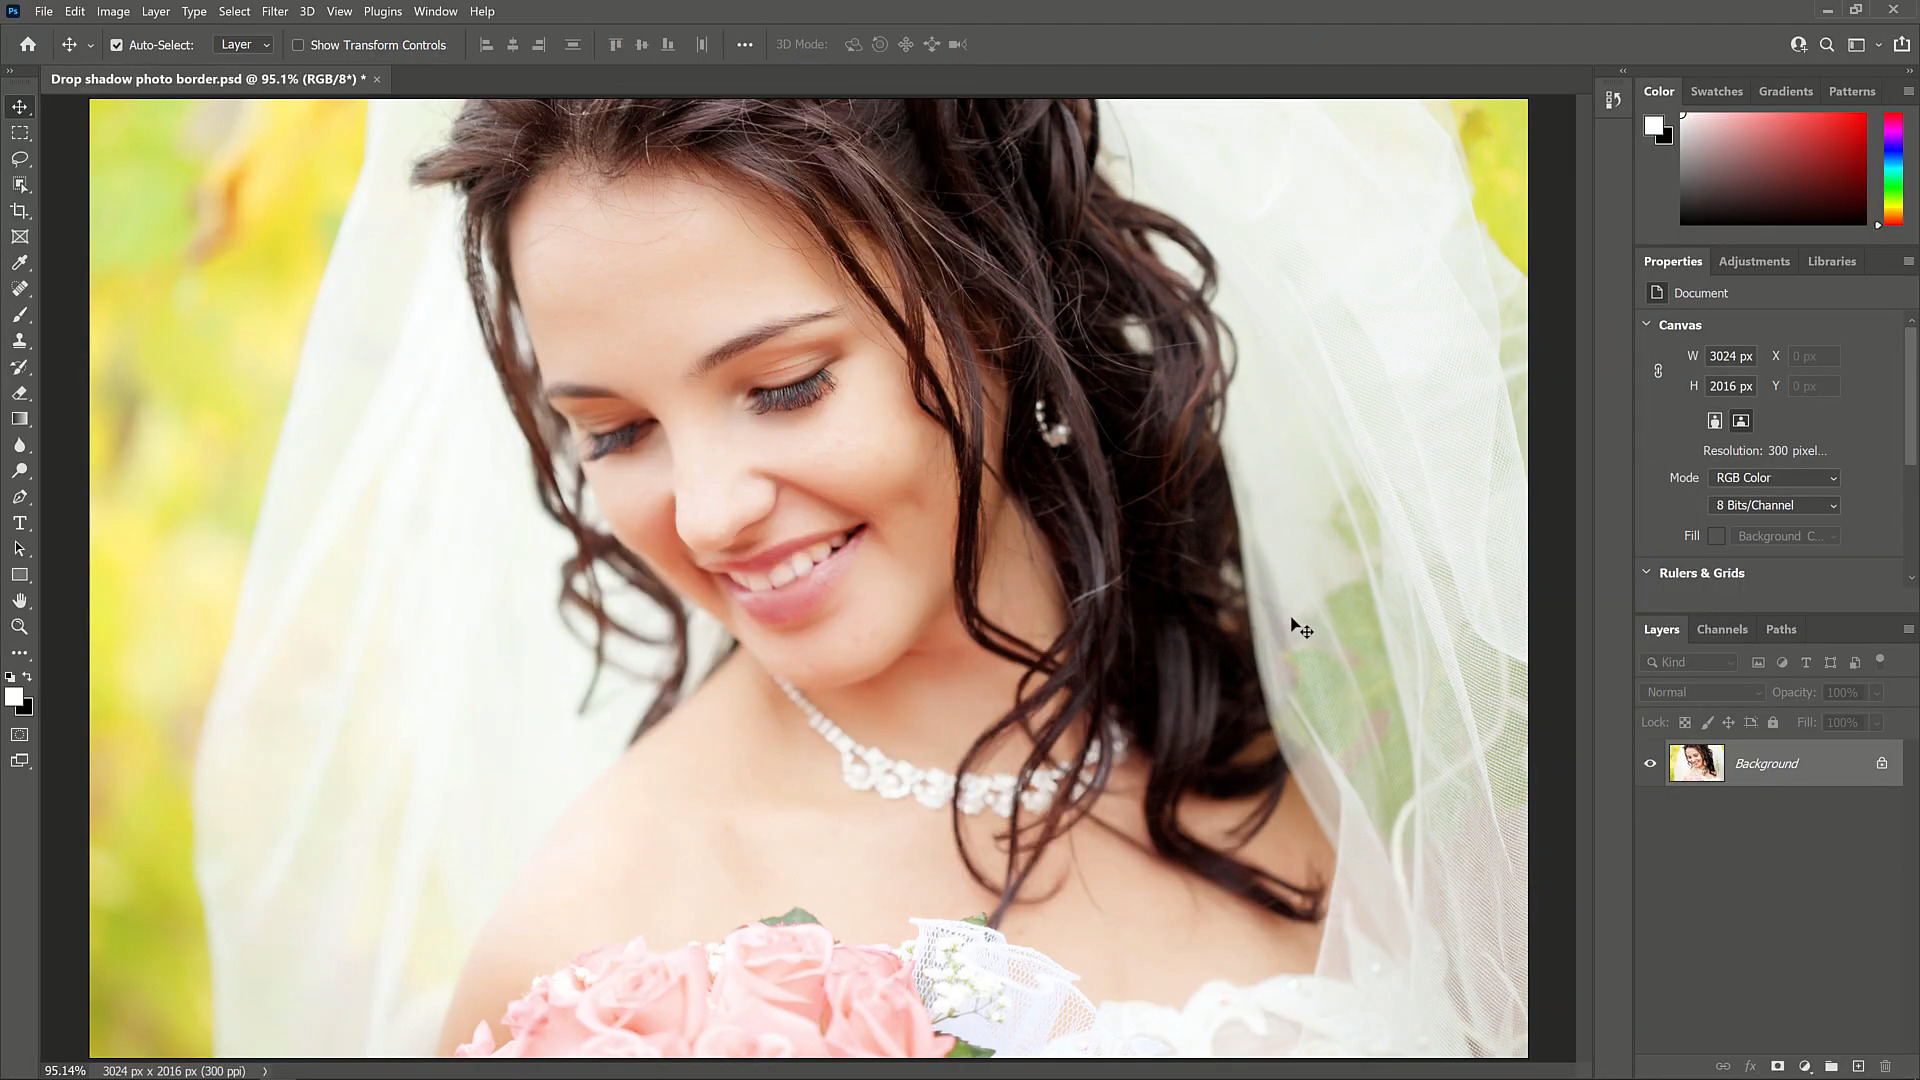 Ps File Edit Image Layer Type Select Filter 3D View Plugins Window Help
Auto-Select: Layer Show Transform Controls 3D Mode:
Drop shadow photo border.psd @ 95.1% (RGB/8*) *
Color Swatches Gradients Patterns
Properties Adjustments Libraries
Document
Canvas
W 3024 px X 0 px
H 2016 px Y 0 px
Resolution: 300 pixel...
Mode RGB Color
8 Bits/Channel
Fill Background C...
Rulers & Grids
Layers Channels Paths
Kind
Normal Opacity: 100%
Lock: Fill: 100%
Background
95.14% 3024 px x 2016 px (300 ppi)